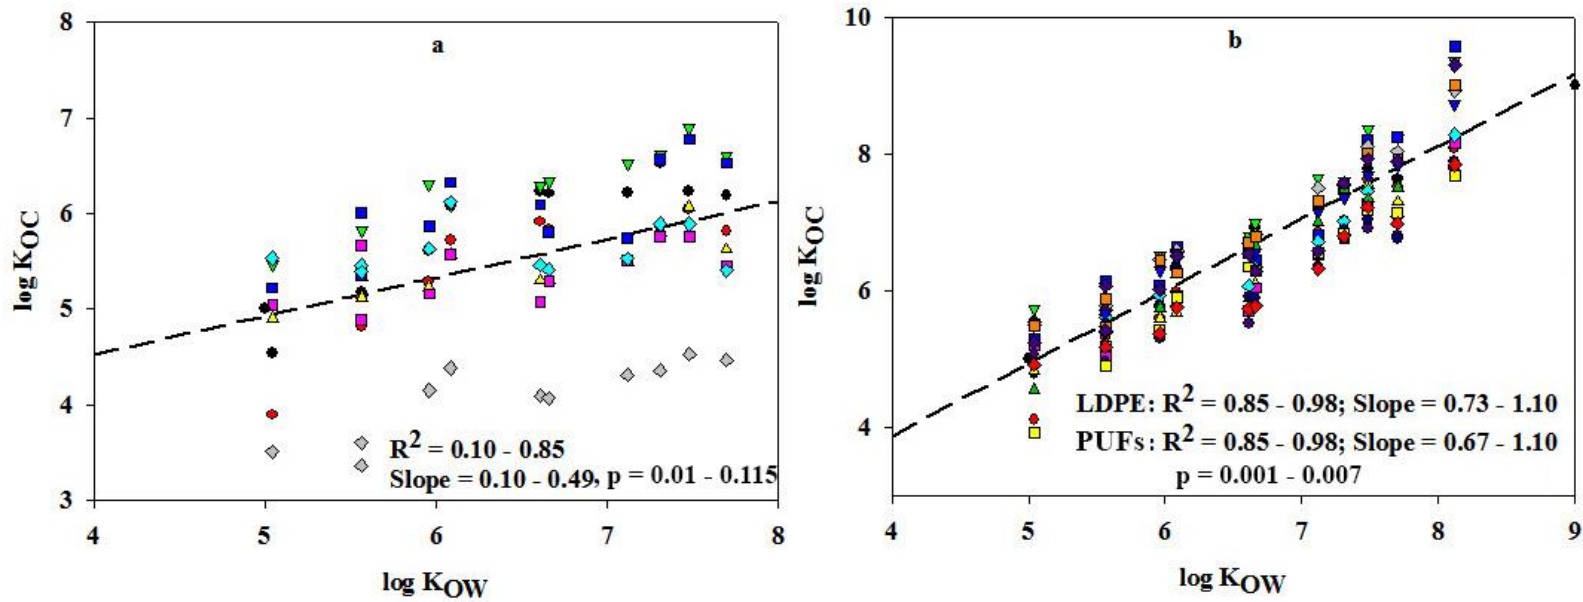 a
8
7
6
5
4
3
log KOC
4 5 6 7 8
log KOW
R2 = 0.10 - 0.85
Slope = 0.10 - 0.49, p = 0.01 - 0.115
b
10
8
6
4
log KOC
4 5 6 7 8 9
log KOW
LDPE: R2 = 0.85 - 0.98; Slope = 0.73 - 1.10
PUFs: R2 = 0.85 - 0.98; Slope = 0.67 - 1.10
p = 0.001 - 0.007